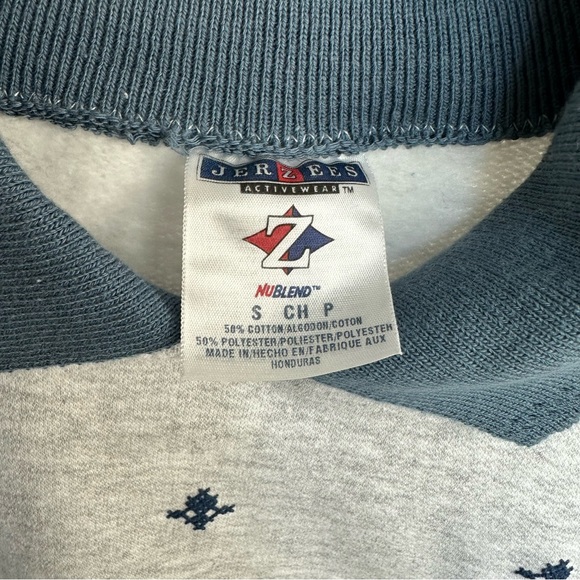 JERZEES
ACTIVEWEAR™
Z
NUBLEND™
S CH P
50% COTTON/ALGODON/COTON
50% POLYESTER/POLIESTER/POLYESTER
MADE IN/HECHO EN/FABRIQUE AUX
HONDURAS